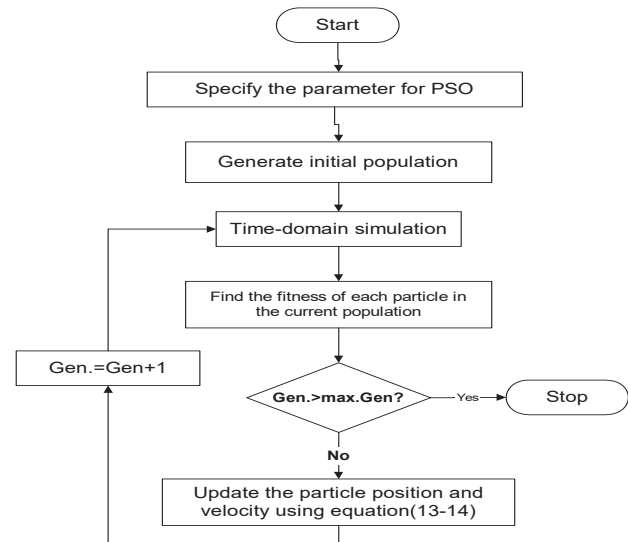 Start
Specify the parameter for PSO
Generate initial population
Time-domain simulation
Find the fitness of each particle in
the current population
Gen.=Gen+1
Gen.>max.Gen?
Yes
Stop
No
Update the particle position and
velocity using equation(13-14)